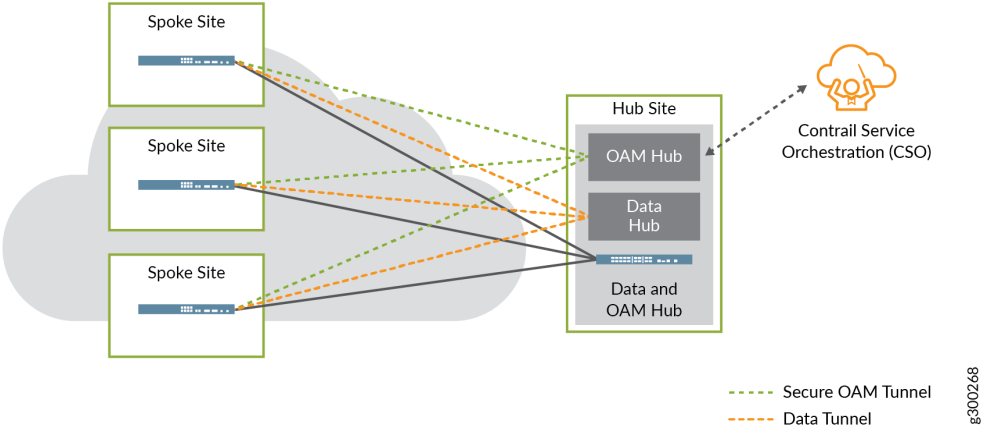 Spoke Site
Spoke Site
Spoke Site
Hub Site
OAM Hub
Data
Hub
Data and
OAM Hub
Contrail Service
Orchestration (CSO)
Secure OAM Tunnel
Data Tunnel
g300268